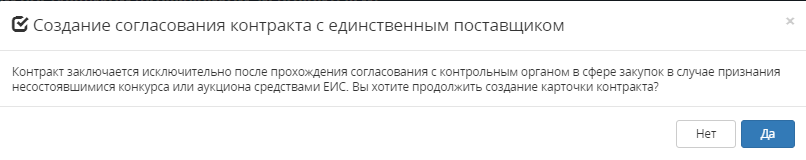 Создание согласования контракта с единственным поставщиком
×
Контракт заключается исключительно после прохождения согласования с контрольным органом в сфере закупок в случае признания
несостоявшимися конкурса или аукциона средствами ЕИС. Вы хотите продолжить создание карточки контракта?
Нет
Да